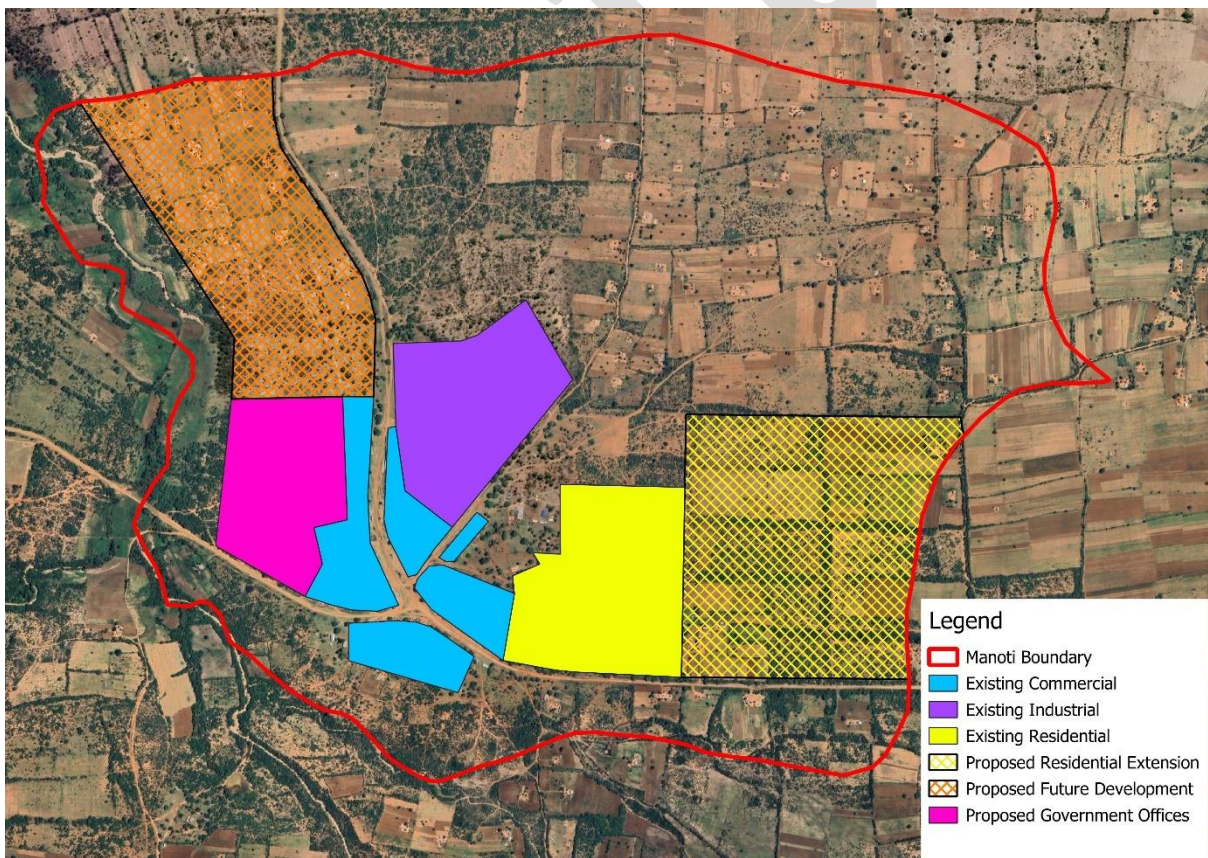 Legend
Manoti Boundary
Existing Commercial
Existing Industrial
Existing Residential
Proposed Residential Extension
Proposed Future Development
Proposed Government Offices